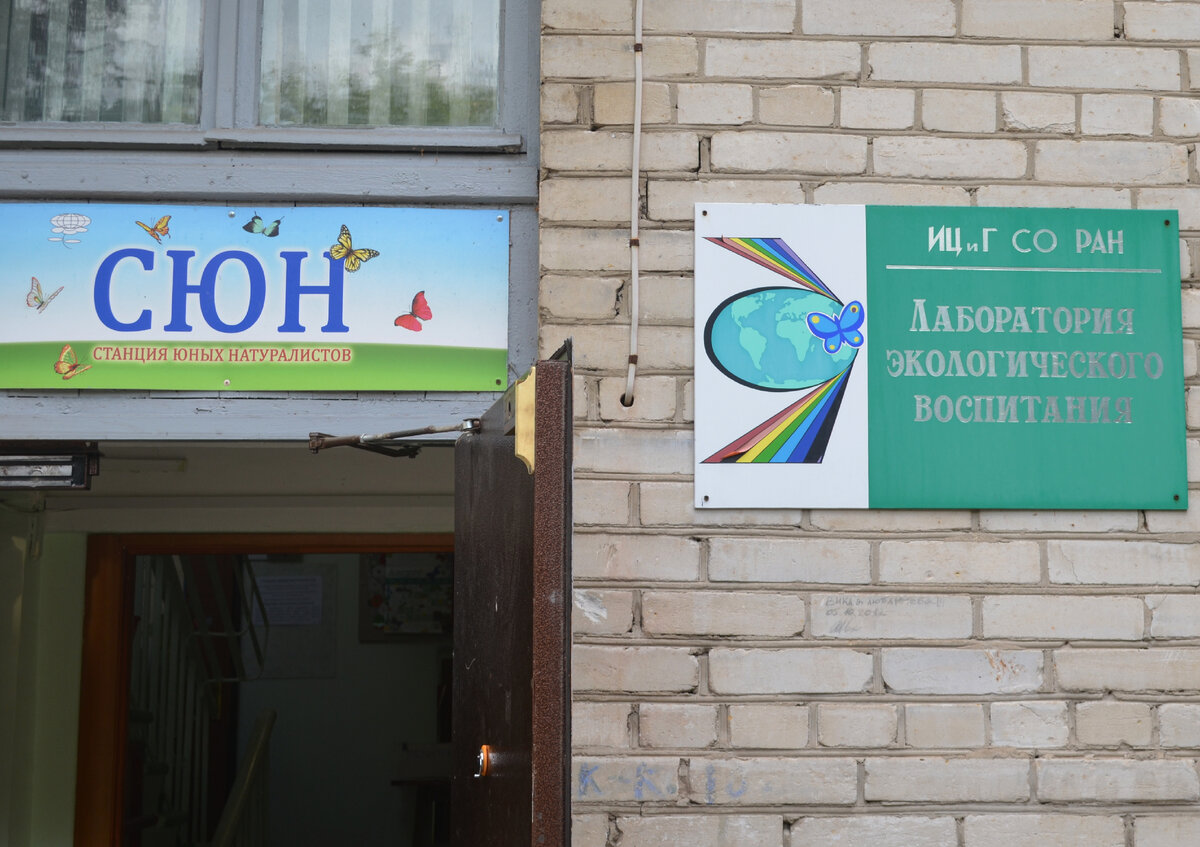 СЮН
СТАНЦИЯ ЮНЫХ НАТУРАЛИСТОВ
ИЦиГ СО РАН
ЛАБОРАТОРИЯ
ЭКОЛОГИЧЕСКОГО
ВОСПИТАНИЯ